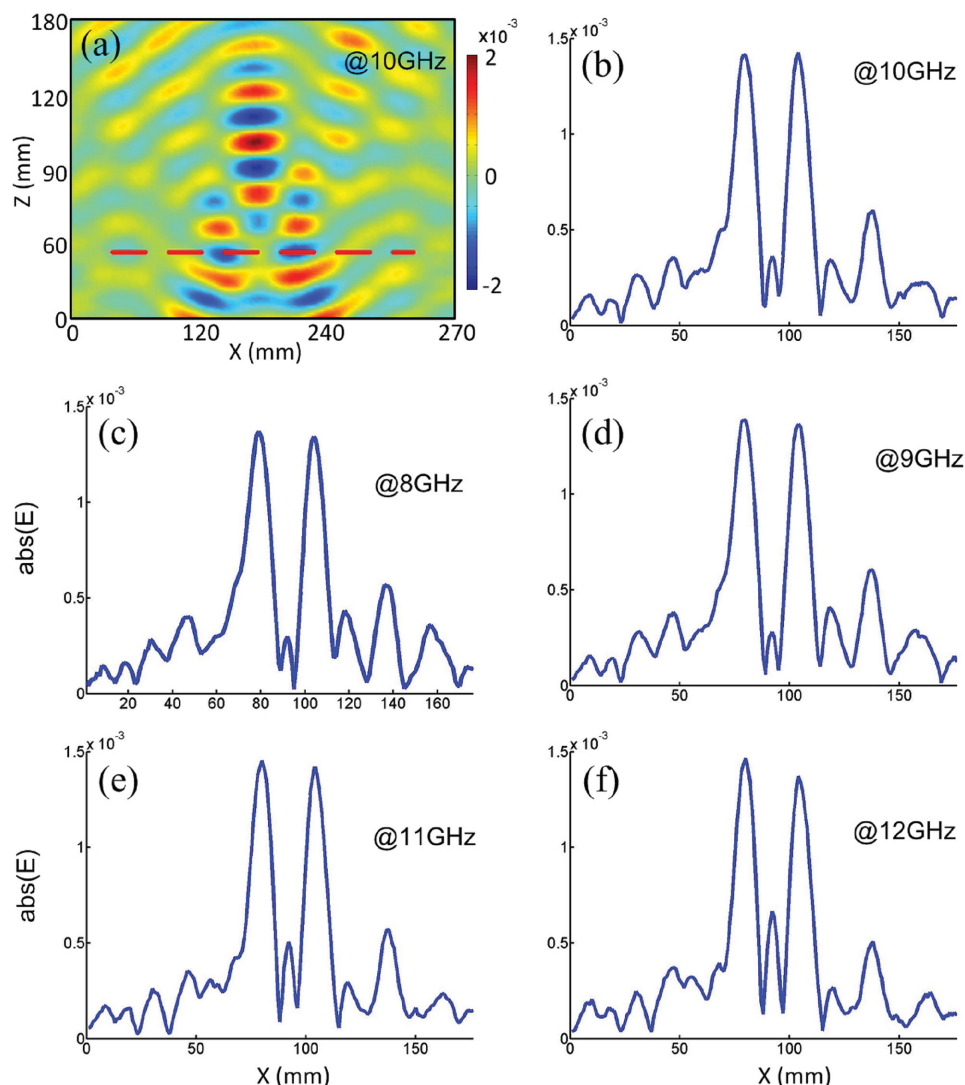 180
120
90
60
30
0
Z (mm)
(a)
@10GHz
×10⁻³
2
0
-2
0
120
240
270
X (mm)
1.5
x 10⁻³
(b)
@10GHz
1
0.5
0
0
50
100
150
1.5
x 10⁻³
(c)
@8GHz
1
0.5
0
abs(E)
20
40
60
80
100
120
140
160
1.5
x 10⁻³
(d)
@9GHz
1
0.5
0
0
50
100
150
1.5
x 10⁻³
(e)
@11GHz
1
0.5
0
abs(E)
0
50
100
150
X (mm)
1.5
x 10⁻³
(f)
@12GHz
1
0.5
0
0
50
100
150
X (mm)